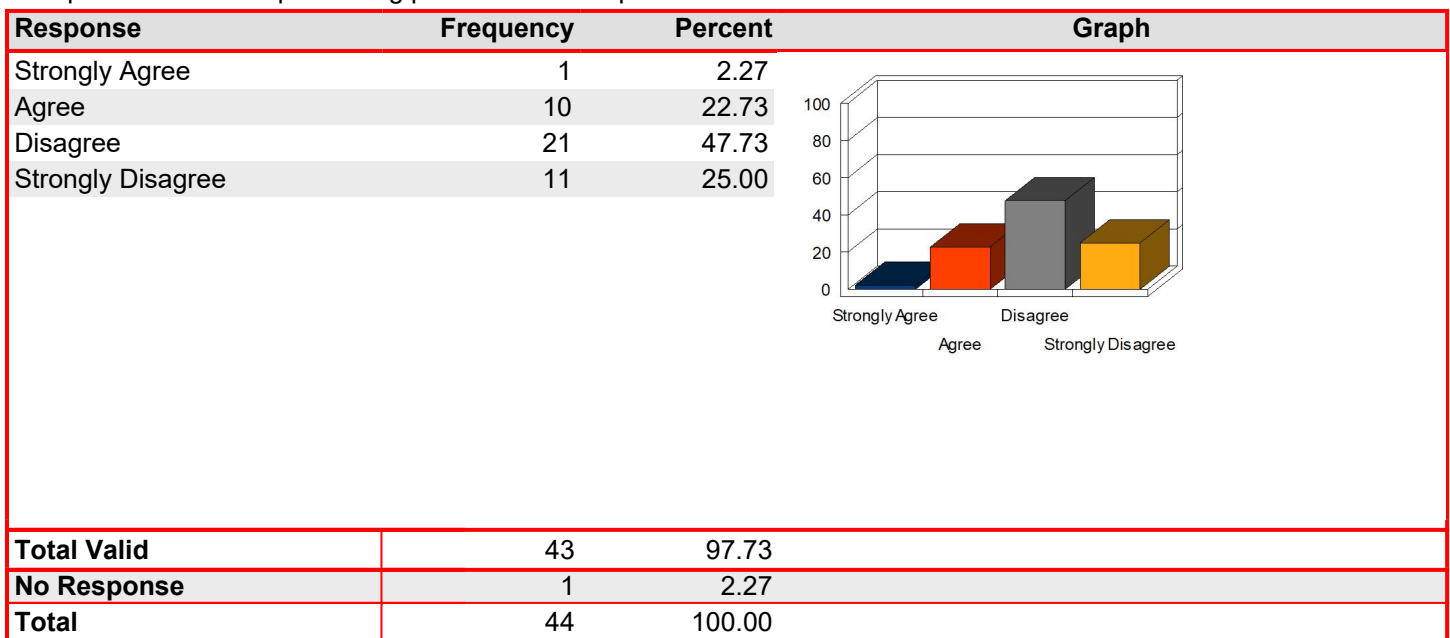 Response Frequency Percent Graph
Strongly Agree 1 2.27
Agree 10 22.73
Disagree 21 47.73
Strongly Disagree 11 25.00
100
80
60
40
20
0
Strongly Agree Disagree
Agree Strongly Disagree
Total Valid 43 97.73
No Response 1 2.27
Total 44 100.00